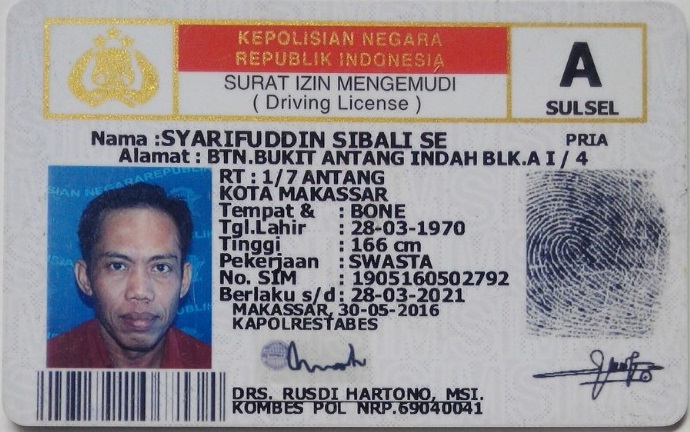 KEPOLISIAN NEGARA
REPUBLIK INDONESIA
SURAT IZIN MENGEMUDI
( Driving License )
A
SULSEL
Nama :SYARIFUDDIN SIBALI SE PRIA
Alamat : BTN.BUKIT ANTANG INDAH BLK.A I / 4
RT : 1/7 ANTANG
KOTA MAKASSAR
Tempat & : BONE
Tgl.Lahir : 28-03-1970
Tinggi : 166 cm
Pekerjaan : SWASTA
No. SIM : 1905160502792
Berlaku s/d : 28-03-2021
MAKASSAR, 30-05-2016
KAPOLRESTABES
DRS. RUSDI HARTONO, MSI.
KOMBES POL NRP.69040041